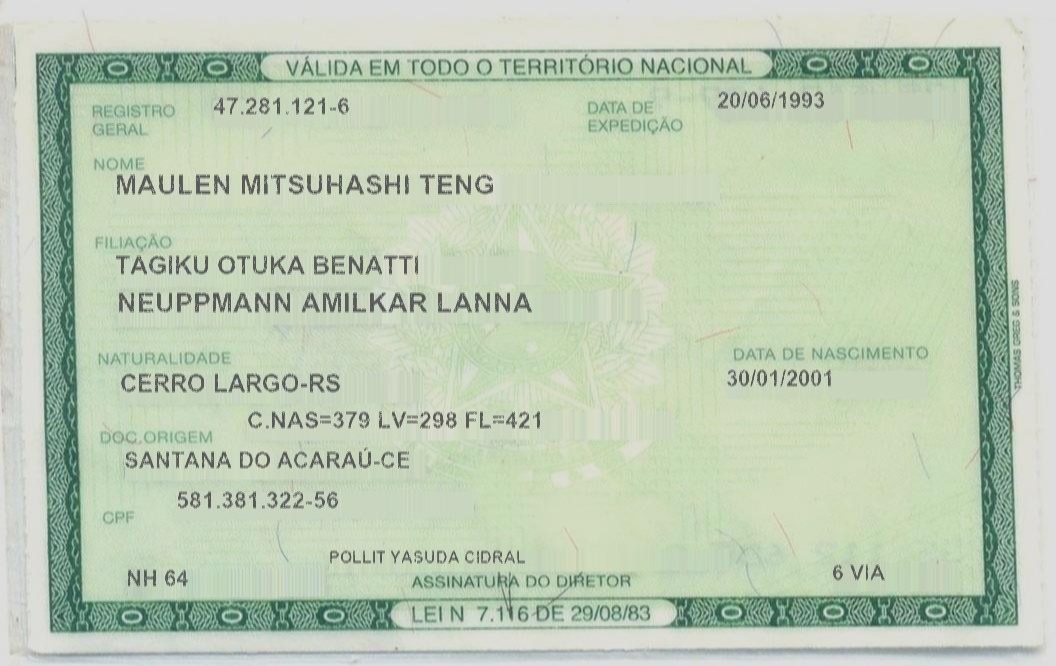 VÁLIDA EM TODO O TERRITÓRIO NACIONAL
REGISTRO GERAL 47.281.121-6 DATA DE EXPEDIÇÃO 20/06/1993
NOME
MAULEN MITSUHASHI TENG
FILIAÇÃO
TAGIKU OTUKA BENATTI
NEUPPMANN AMILKAR LANNA
NATURALIDADE DATA DE NASCIMENTO
CERRO LARGO-RS 30/01/2001
C.NAS=379 LV=298 FL=421
DOC.ORIGEM
SANTANA DO ACARAÚ-CE
581.381.322-56
CPF
POLLIT YASUDA CIDRAL
NH 64 ASSINATURA DO DIRETOR 6 VIA
LEI N 7.116 DE 29/08/83
THOMAS GREG & SONS